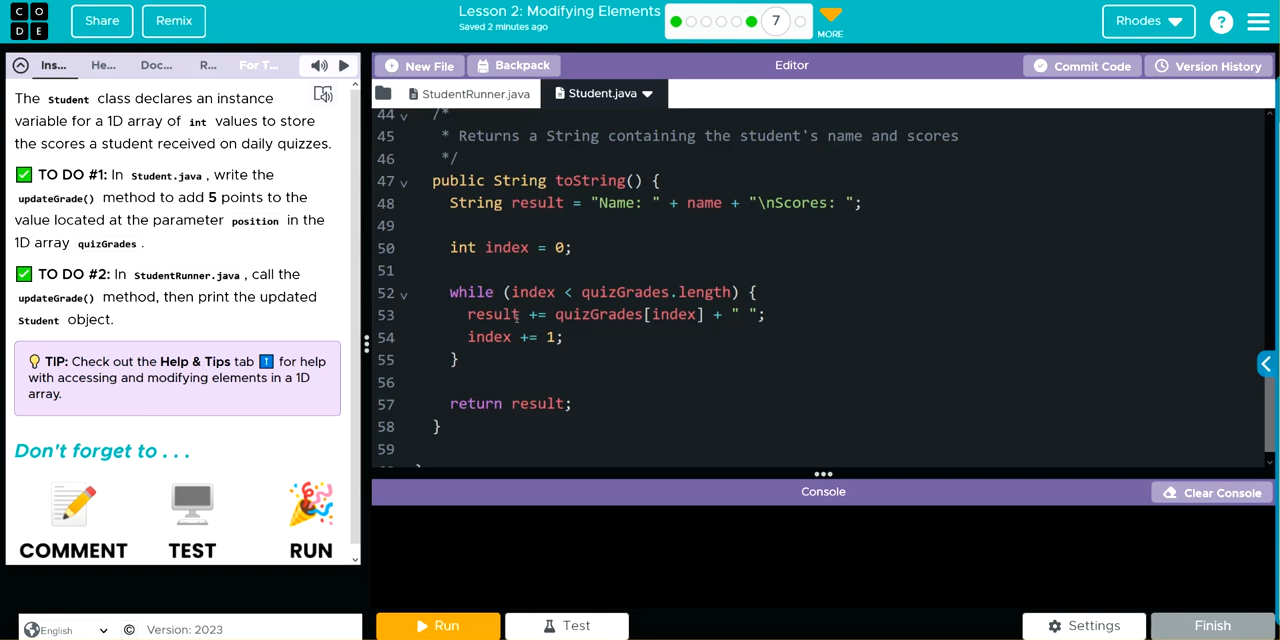 C O
D E
Share
Remix
Lesson 2: Modifying Elements
Saved 2 minutes ago
7
MORE
Rhodes
?
Ins...
He...
Doc...
R...
For T...
New File
Backpack
Editor
Commit Code
Version History
StudentRunner.java
Student.java
The Student class declares an instance
variable for a 1D array of int values to store
the scores a student received on daily quizzes.
TO DO #1: In Student.java, write the
updateGrade() method to add 5 points to the
value located at the parameter position in the
1D array quizGrades.
TO DO #2: In StudentRunner.java, call the
updateGrade() method, then print the updated
Student object.
TIP: Check out the Help & Tips tab for help
with accessing and modifying elements in a 1D
array.
Don't forget to . . .
COMMENT
TEST
RUN
44 /*
45 * Returns a String containing the student's name and scores
46 */
47 public String toString() {
48 String result = "Name: " + name + "\nScores: ";
49
50 int index = 0;
51
52 while (index < quizGrades.length) {
53 result += quizGrades[index] + " ";
54 index += 1;
55 }
56
57 return result;
58 }
59
Console
Clear Console
English
© Version: 2023
Run
Test
Settings
Finish